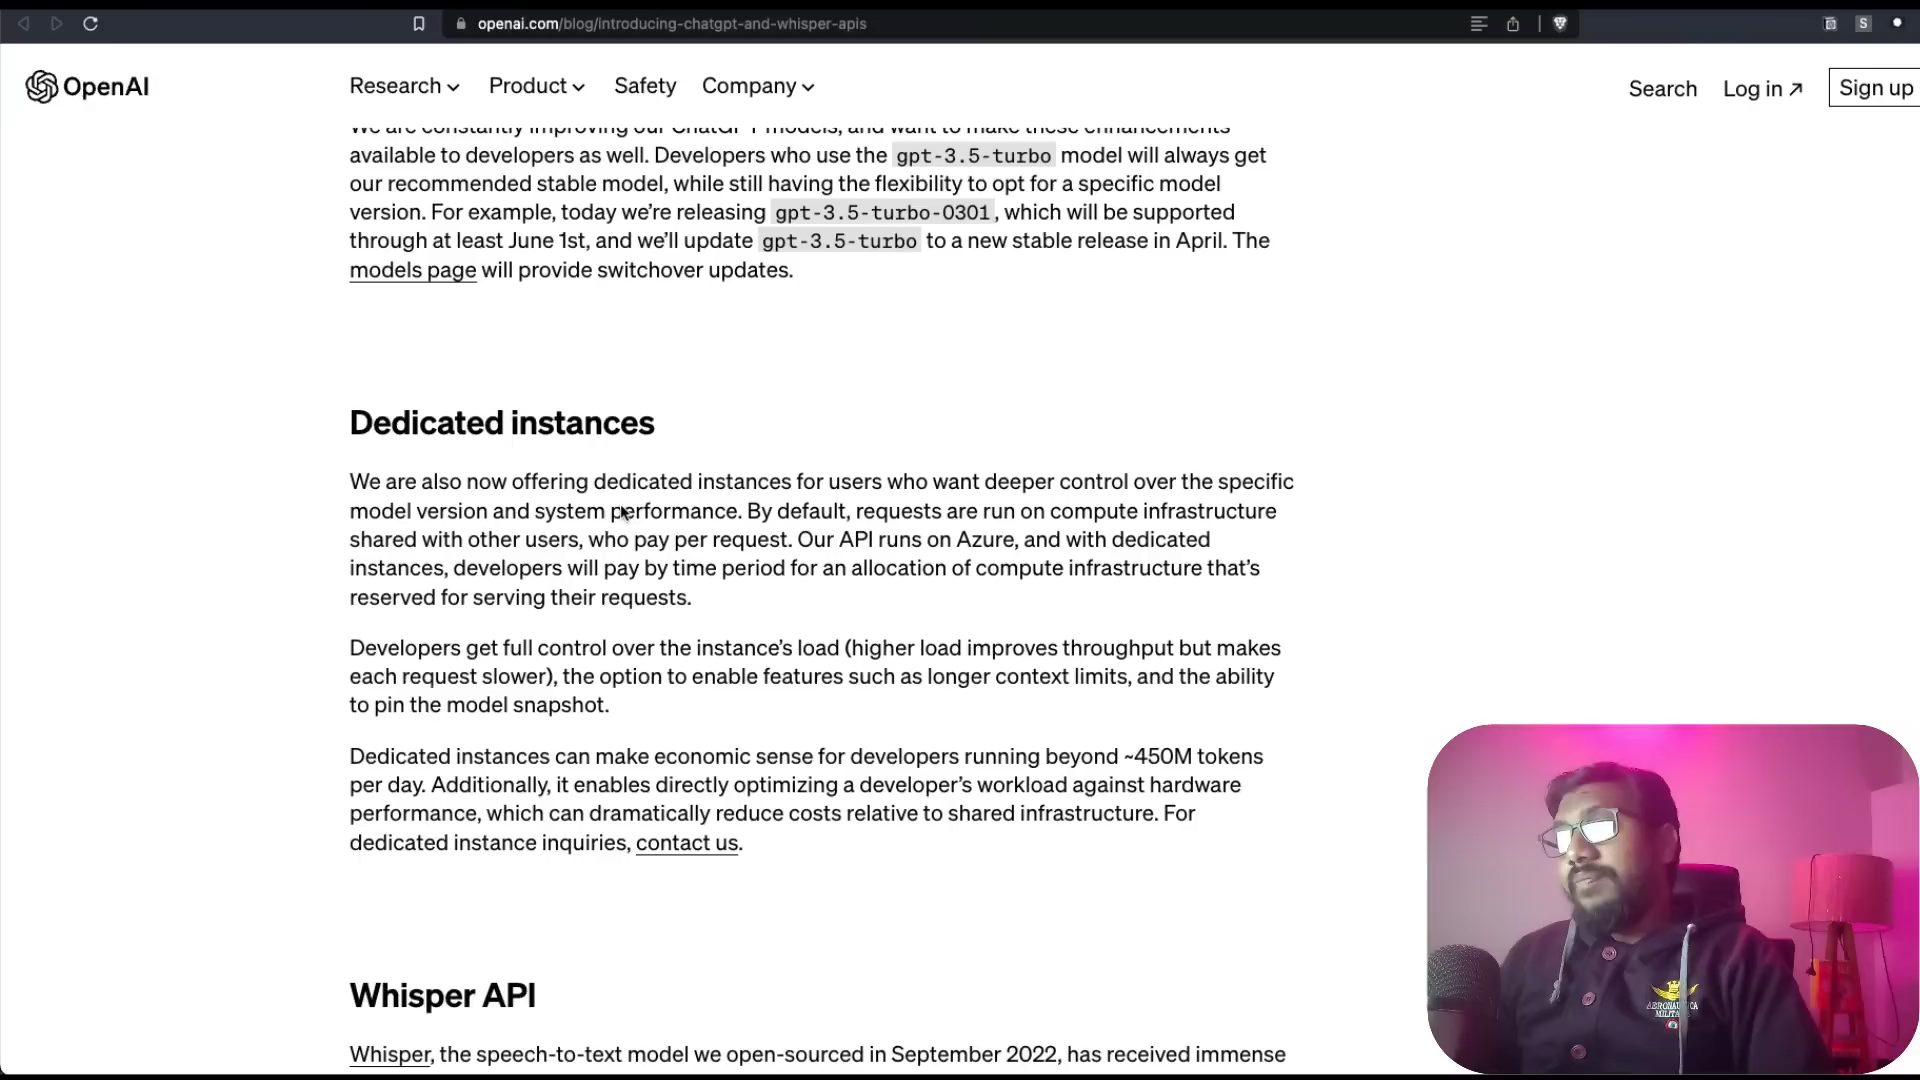 openai.com/blog/introducing-chatgpt-and-whisper-apis
S
OpenAI
Research
Product
Safety
Company
Search
Log in ↗
Sign up
We are constantly improving our ChatGPT models, and want to make these enhancements
available to developers as well. Developers who use the gpt-3.5-turbo model will always get
our recommended stable model, while still having the flexibility to opt for a specific model
version. For example, today we’re releasing gpt-3.5-turbo-0301, which will be supported
through at least June 1st, and we’ll update gpt-3.5-turbo to a new stable release in April. The
models page will provide switchover updates.
Dedicated instances
We are also now offering dedicated instances for users who want deeper control over the specific
model version and system performance. By default, requests are run on compute infrastructure
shared with other users, who pay per request. Our API runs on Azure, and with dedicated
instances, developers will pay by time period for an allocation of compute infrastructure that’s
reserved for serving their requests.
Developers get full control over the instance’s load (higher load improves throughput but makes
each request slower), the option to enable features such as longer context limits, and the ability
to pin the model snapshot.
Dedicated instances can make economic sense for developers running beyond ~450M tokens
per day. Additionally, it enables directly optimizing a developer’s workload against hardware
performance, which can dramatically reduce costs relative to shared infrastructure. For
dedicated instance inquiries, contact us.
Whisper API
Whisper, the speech-to-text model we open-sourced in September 2022, has received immense